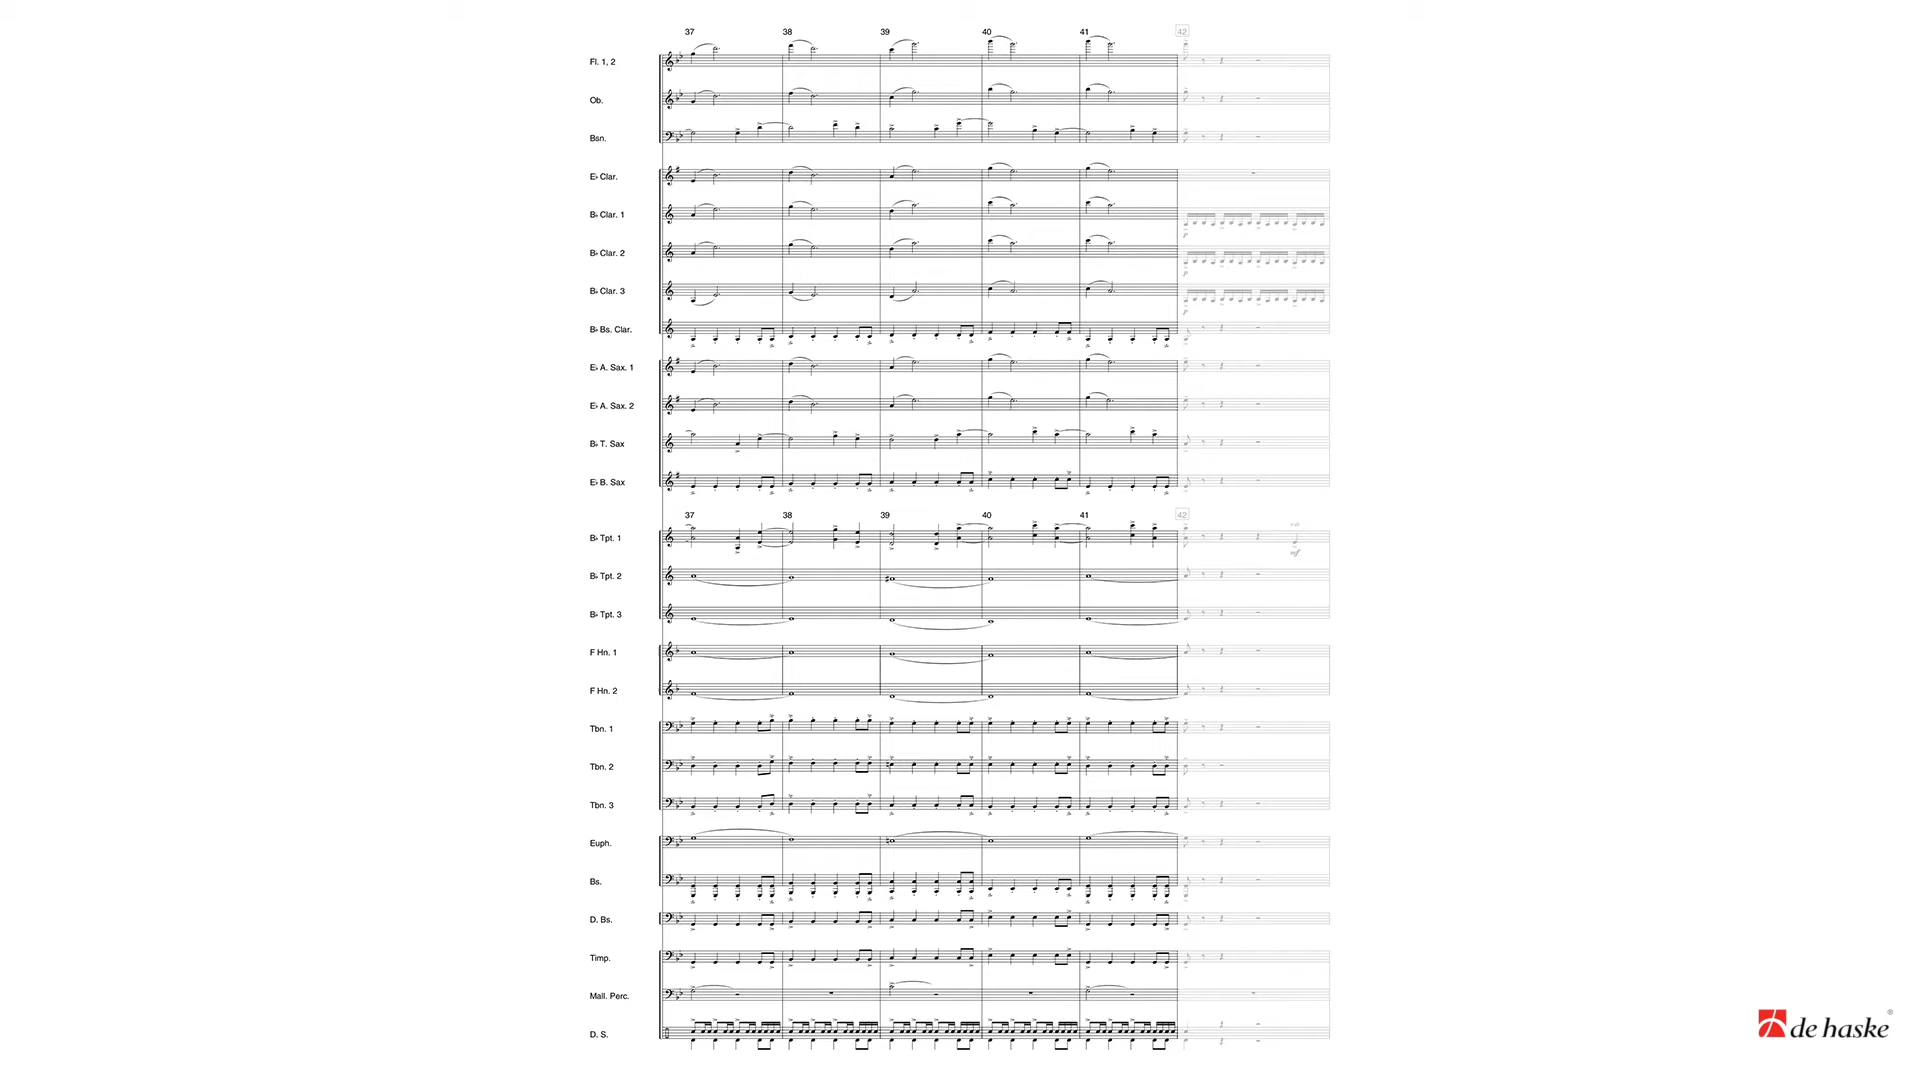 37 38 39 40 41 42
Fl. 1, 2
Ob.
Bsn.
E♭ Clar.
B♭ Clar. 1
p
B♭ Clar. 2
p
B♭ Clar. 3
p
B♭ Bs. Clar.
E♭ A. Sax. 1
E♭ A. Sax. 2
B♭ T. Sax
E♭ B. Sax
37 38 39 40 41 42
B♭ Tpt. 1
mf
B♭ Tpt. 2
B♭ Tpt. 3
F Hn. 1
F Hn. 2
Tbn. 1
Tbn. 2
Tbn. 3
Euph.
Bs.
D. Bs.
Timp.
Mall. Perc.
D. S.
de haske®